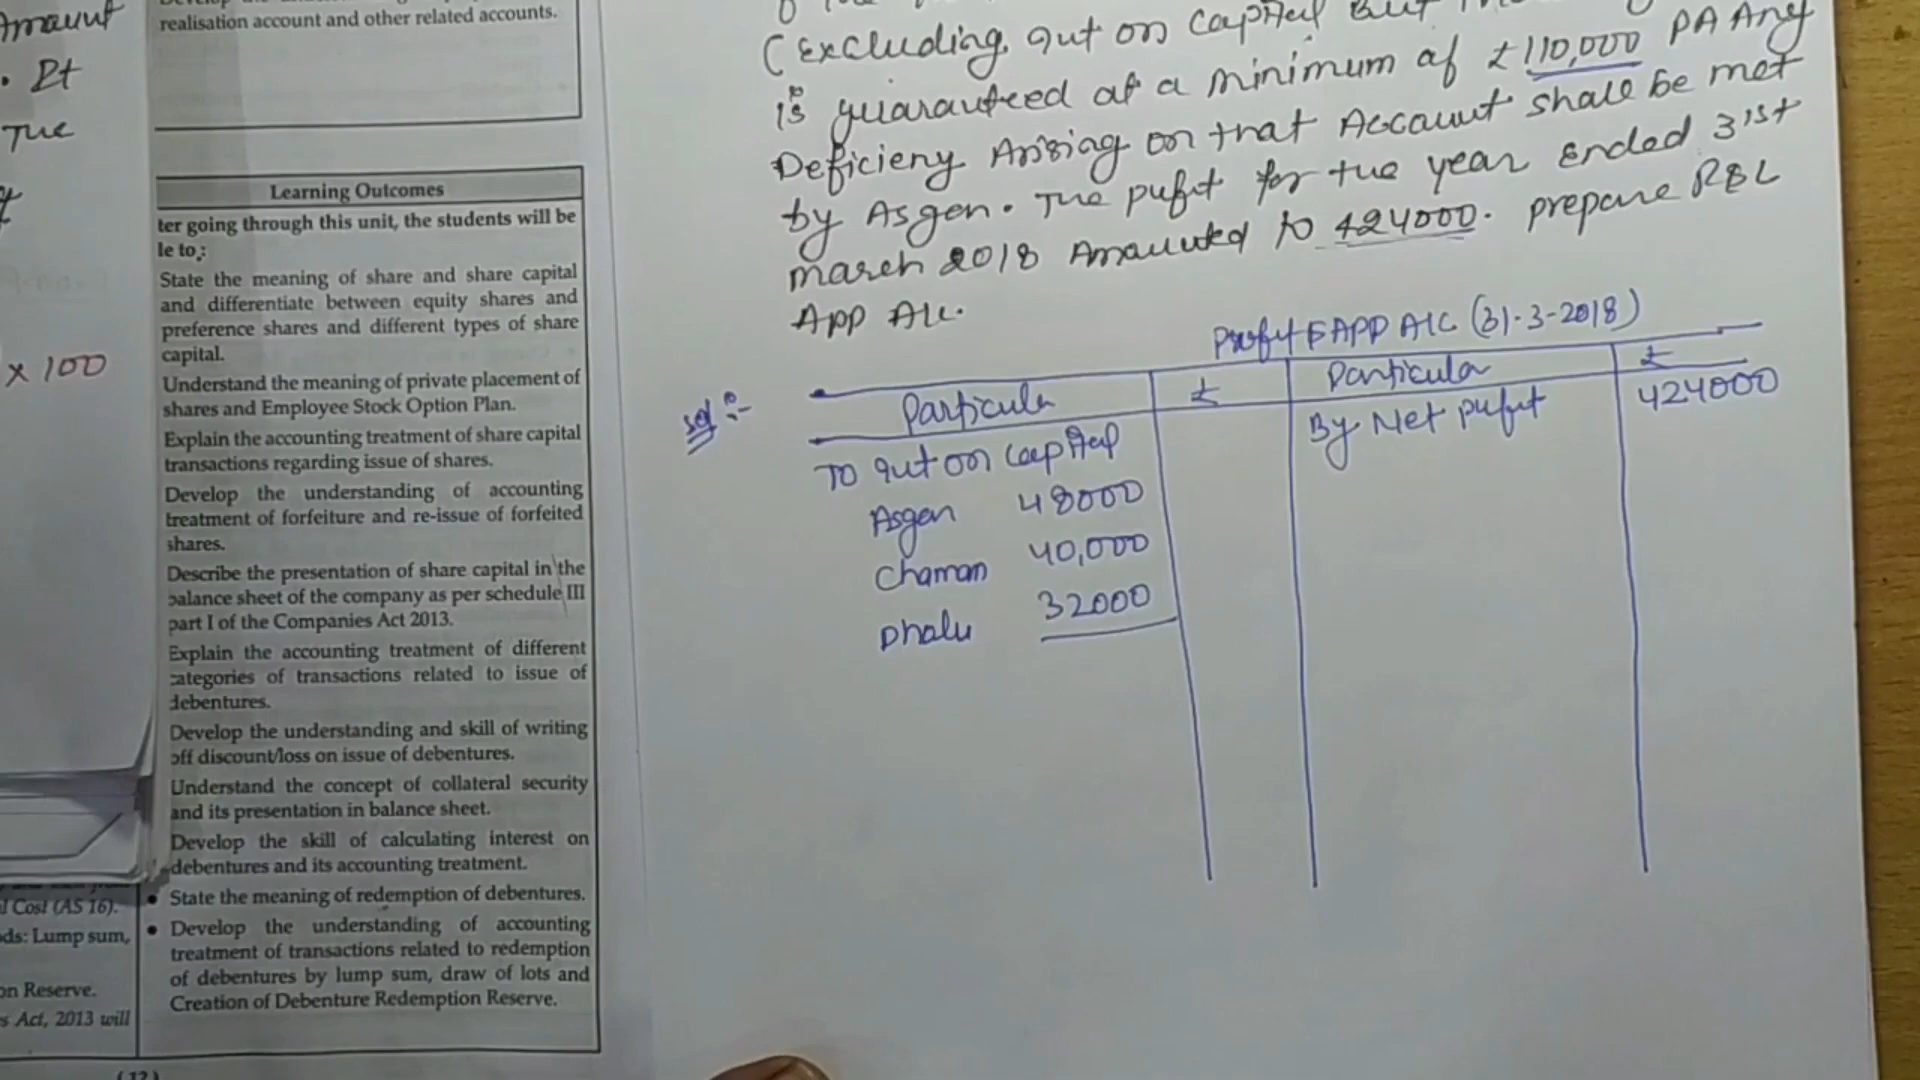 Amount
. It
The
x 100
l Cost (AS 16).
ds: Lump sum,
on Reserve.
s Act, 2013 will
realisation account and other related accounts.
Learning Outcomes
ter going through this unit, the students will be
le to :
State the meaning of share and share capital
and differentiate between equity shares and
preference shares and different types of share
capital.
Understand the meaning of private placement of
shares and Employee Stock Option Plan.
Explain the accounting treatment of share capital
transactions regarding issue of shares.
Develop the understanding of accounting
treatment of forfeiture and re-issue of forfeited
shares.
Describe the presentation of share capital in the
balance sheet of the company as per schedule III
part I of the Companies Act 2013.
Explain the accounting treatment of different
categories of transactions related to issue of
debentures.
Develop the understanding and skill of writing
off discount/loss on issue of debentures.
Understand the concept of collateral security
and its presentation in balance sheet.
Develop the skill of calculating interest on
debentures and its accounting treatment.
• State the meaning of redemption of debentures.
• Develop the understanding of accounting
treatment of transactions related to redemption
of debentures by lump sum, draw of lots and
Creation of Debenture Redemption Reserve.
(12)
(Excluding Int on capital but
is guaranteed at a minimum of ₹110,000 PA Any
Deficieny Arising on that Account shall be met
by Asgar. The pufit for the year Ended 31st
march 2018 Amounted to 424000. prepare P&L
App A/c.
Profit & APP A/C (31-3-2018)
Sol :- Particula ₹ Particula ₹
To Int on capital By Net pufit 424000
Asgar 48000
Chaman 40,000
Dhalu 32000